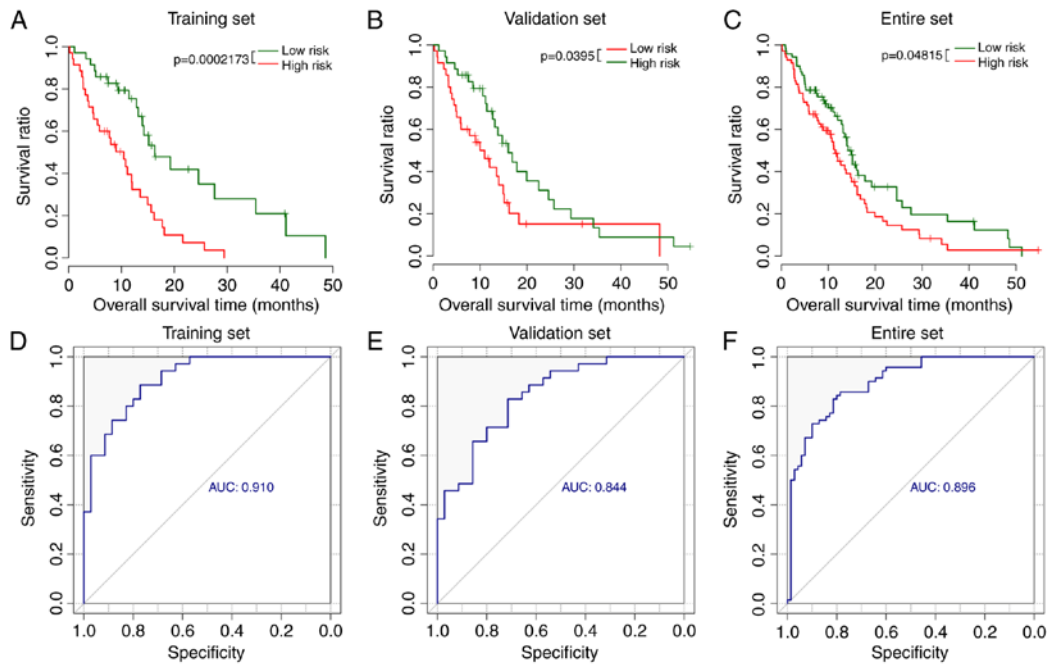 A
Training set
1.0
0.8
0.6
0.4
0.2
0.0
Survival ratio
p=0.0002173
Low risk
High risk
0 10 20 30 40 50
Overall survival time (months)
B
Validation set
1.0
0.8
0.6
0.4
0.2
0.0
Survival ratio
p=0.0395
Low risk
High risk
0 10 20 30 40 50
Overall survival time (months)
C
Entire set
1.0
0.8
0.6
0.4
0.2
0.0
Survival ratio
p=0.04815
Low risk
High risk
0 10 20 30 40 50
Overall survival time (months)
D
Training set
1.0
0.8
0.6
0.4
0.2
0.0
Sensitivity
AUC: 0.910
1.0 0.8 0.6 0.4 0.2 0.0
Specificity
E
Validation set
1.0
0.8
0.6
0.4
0.2
0.0
Sensitivity
AUC: 0.844
1.0 0.8 0.6 0.4 0.2 0.0
Specificity
F
Entire set
1.0
0.8
0.6
0.4
0.2
0.0
Sensitivity
AUC: 0.896
1.0 0.8 0.6 0.4 0.2 0.0
Specificity